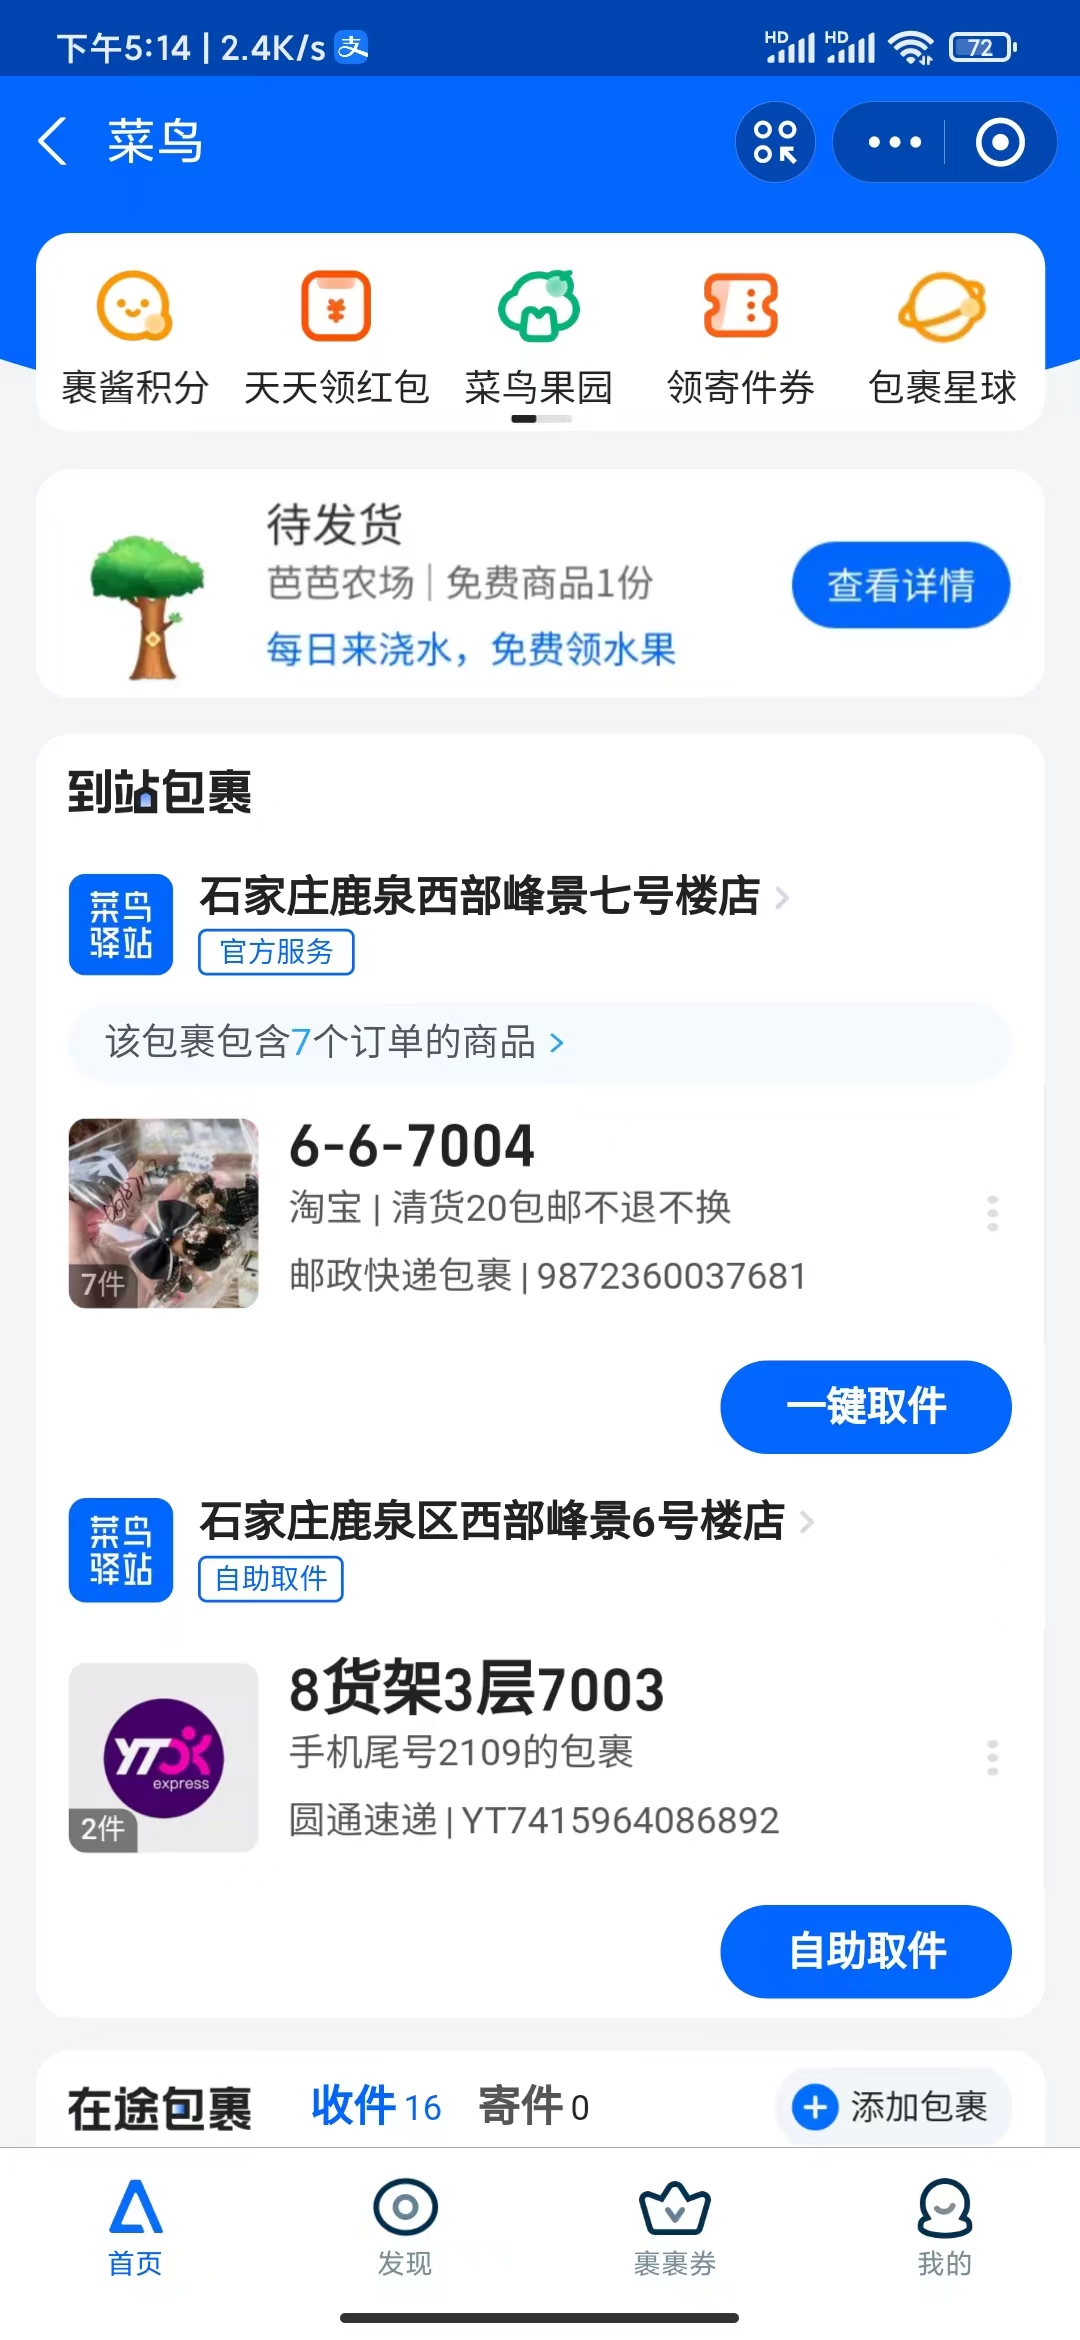 下午5:14 | 2.4K/s 支
HD HD 72
菜鸟
裹酱积分 天天领红包 菜鸟果园 领寄件券 包裹星球
待发货
芭芭农场 | 免费商品1份
查看详情
每日来浇水，免费领水果
到站包裹
菜鸟驿站
石家庄鹿泉西部峰景七号楼店
官方服务
该包裹包含7个订单的商品
6-6-7004
淘宝 | 清货20包邮不退不换
7件
邮政快递包裹 | 9872360037681
一键取件
菜鸟驿站
石家庄鹿泉区西部峰景6号楼店
自助取件
8货架3层7003
手机尾号2109的包裹
YTO express
2件
圆通速递 | YT7415964086892
自助取件
在途包裹 收件 16 寄件 0 添加包裹
首页 发现 裹裹券 我的